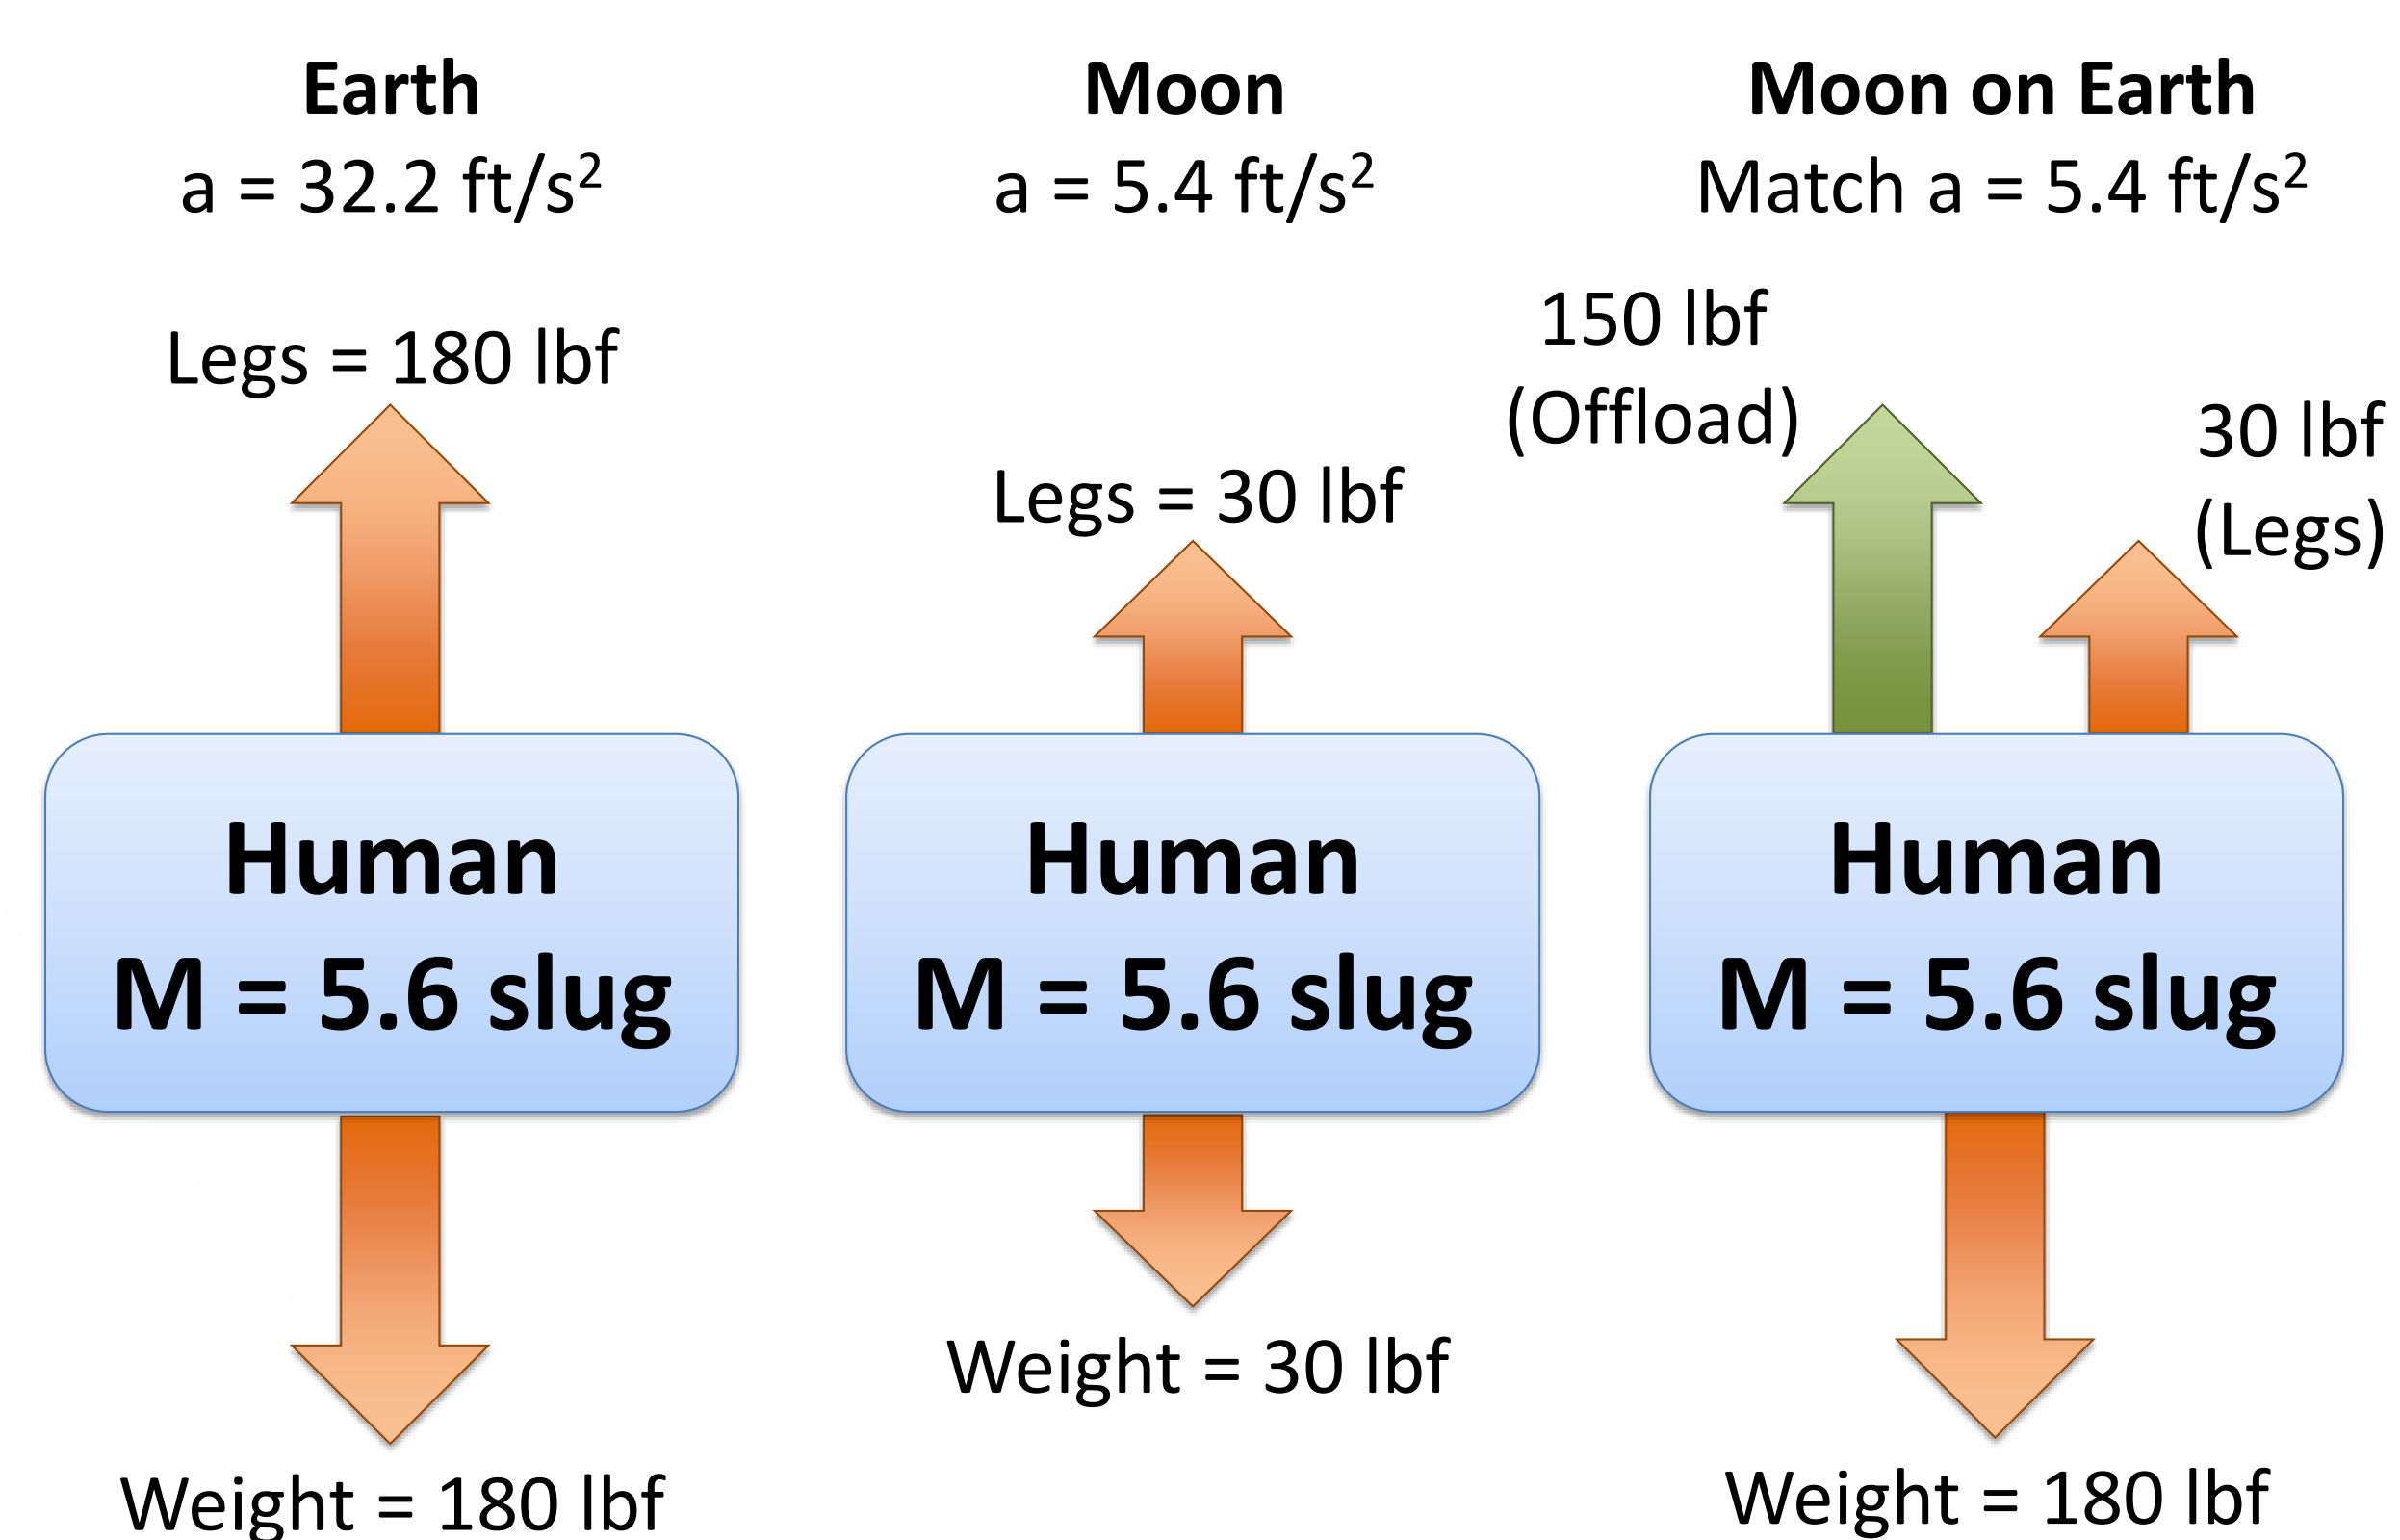 Earth
a = 32.2 ft/s²
Legs = 180 lbf
Human
M = 5.6 slug
Weight = 180 lbf
Moon
a = 5.4 ft/s²
Legs = 30 lbf
Human
M = 5.6 slug
Weight = 30 lbf
Moon on Earth
Match a = 5.4 ft/s²
150 lbf
(Offload)
30 lbf
(Legs)
Human
M = 5.6 slug
Weight = 180 lbf